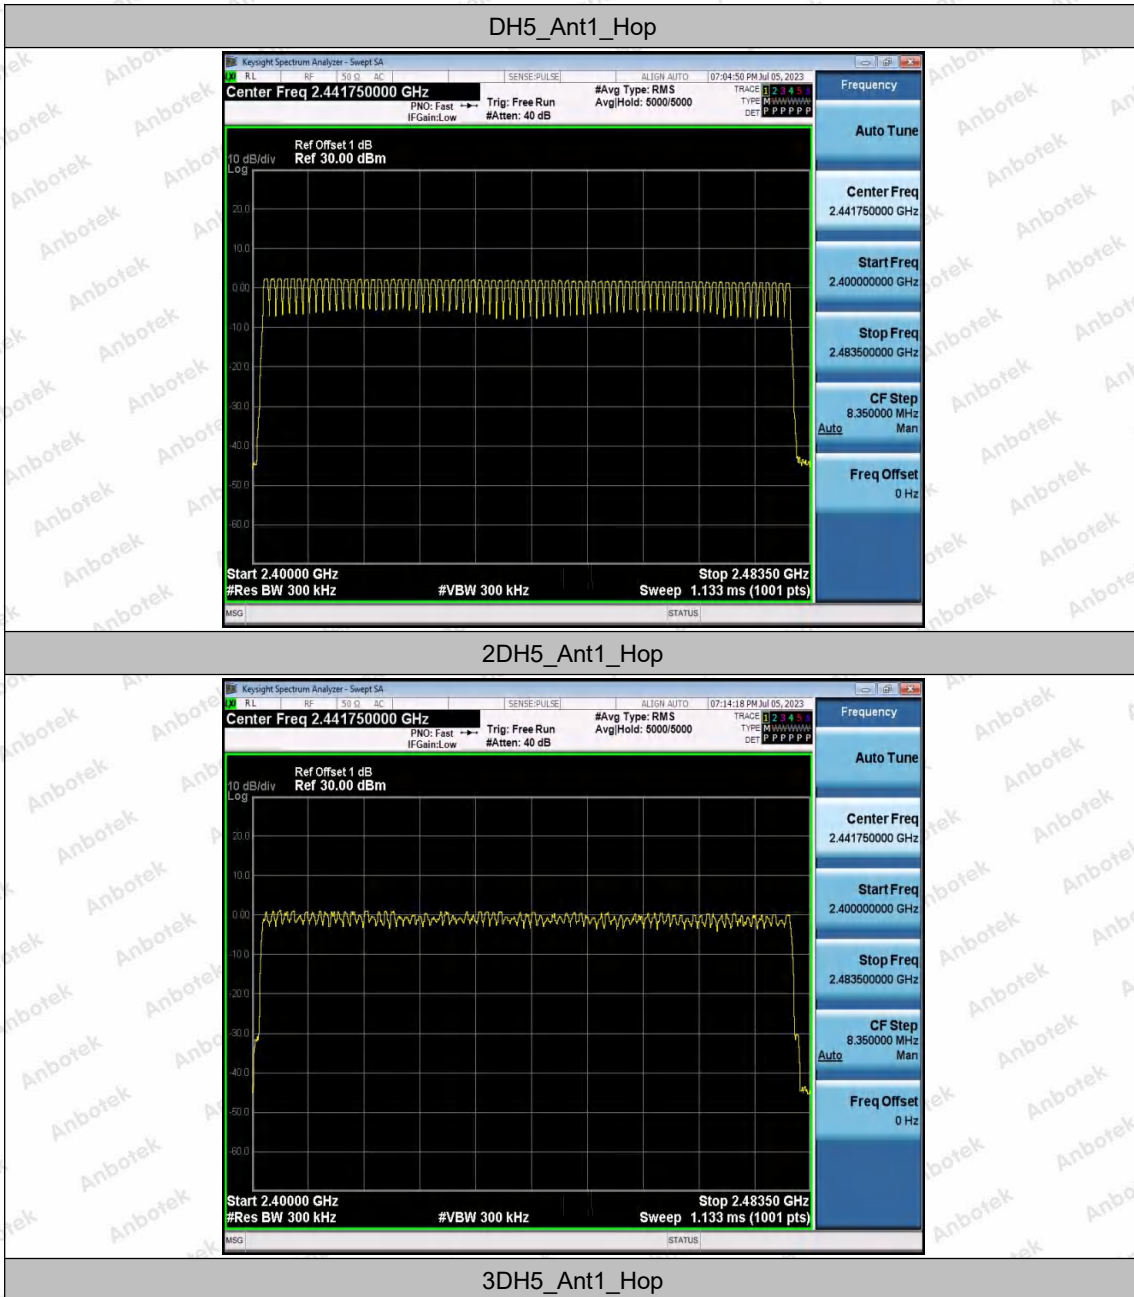 DH5_Ant1_Hop
Keysight Spectrum Analyzer - Swept SA
RL RF 50 Ω AC SENSE:PULSE ALIGN AUTO 07:04:50 PM Jul 05, 2023
Center Freq 2.441750000 GHz
PNO: Fast
IFGain:Low
Trig: Free Run
#Atten: 40 dB
#Avg Type: RMS
Avg|Hold: 5000/5000
TRACE 1 2 3 4 5 6
TYPE M WWWWW
DET P P P P P P
Frequency
Auto Tune
Center Freq
2.441750000 GHz
Start Freq
2.400000000 GHz
Stop Freq
2.483500000 GHz
CF Step
8.350000 MHz
Auto Man
Freq Offset
0 Hz
Ref Offset 1 dB
10 dB/div Ref 30.00 dBm
Log
20.0
10.0
0.00
-10.0
-20.0
-30.0
-40.0
-50.0
-60.0
Start 2.40000 GHz Stop 2.48350 GHz
#Res BW 300 kHz #VBW 300 kHz Sweep 1.133 ms (1001 pts)
MSG STATUS
2DH5_Ant1_Hop
Keysight Spectrum Analyzer - Swept SA
RL RF 50 Ω AC SENSE:PULSE ALIGN AUTO 07:14:18 PM Jul 05, 2023
Center Freq 2.441750000 GHz
PNO: Fast
IFGain:Low
Trig: Free Run
#Atten: 40 dB
#Avg Type: RMS
Avg|Hold: 5000/5000
TRACE 1 2 3 4 5 6
TYPE M WWWWW
DET P P P P P P
Frequency
Auto Tune
Center Freq
2.441750000 GHz
Start Freq
2.400000000 GHz
Stop Freq
2.483500000 GHz
CF Step
8.350000 MHz
Auto Man
Freq Offset
0 Hz
Ref Offset 1 dB
10 dB/div Ref 30.00 dBm
Log
20.0
10.0
0.00
-10.0
-20.0
-30.0
-40.0
-50.0
-60.0
Start 2.40000 GHz Stop 2.48350 GHz
#Res BW 300 kHz #VBW 300 kHz Sweep 1.133 ms (1001 pts)
MSG STATUS
3DH5_Ant1_Hop
Anbotek